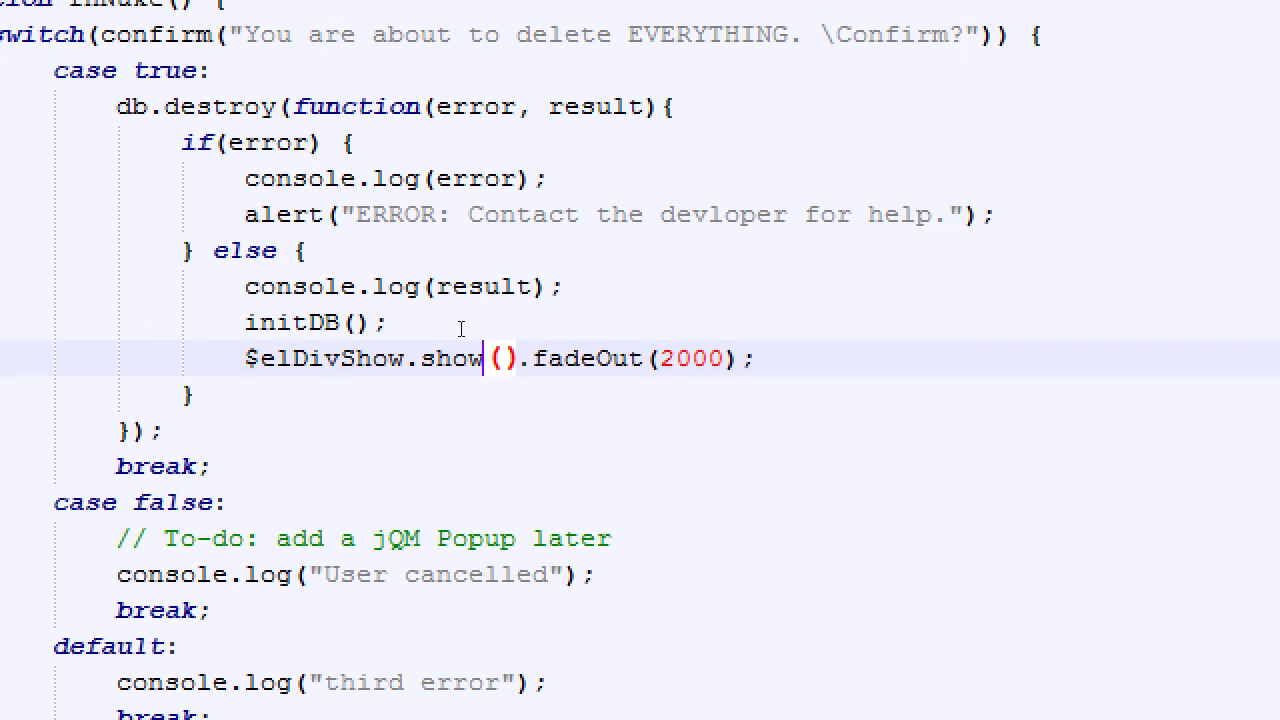 switch(confirm("You are about to delete EVERYTHING. \Confirm?")) {
case true:
db.destroy(function(error, result){
if(error) {
console.log(error);
alert("ERROR: Contact the devloper for help.");
} else {
console.log(result);
initDB();
$elDivShow.show().fadeOut(2000);
}
});
break;
case false:
// To-do: add a jQM Popup later
console.log("User cancelled");
break;
default:
console.log("third error");
break;